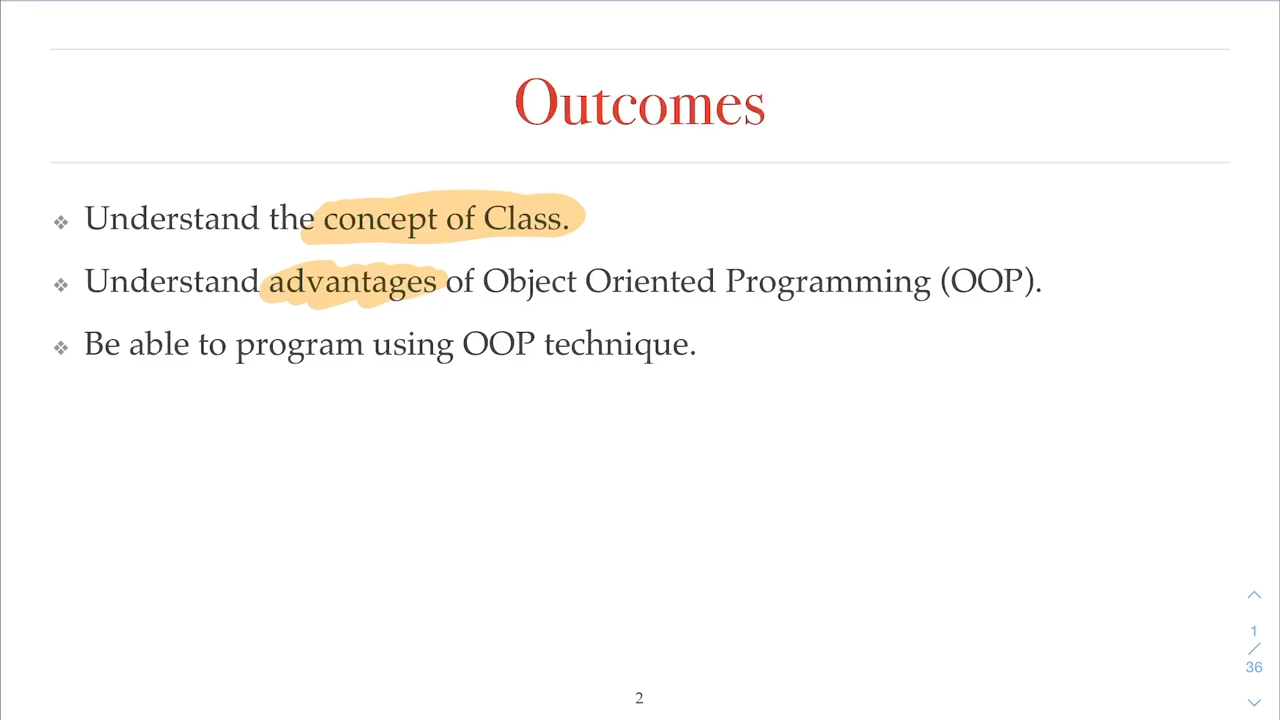 Outcomes
❖ Understand the concept of Class.
❖ Understand advantages of Object Oriented Programming (OOP).
❖ Be able to program using OOP technique.
1
/
36
2